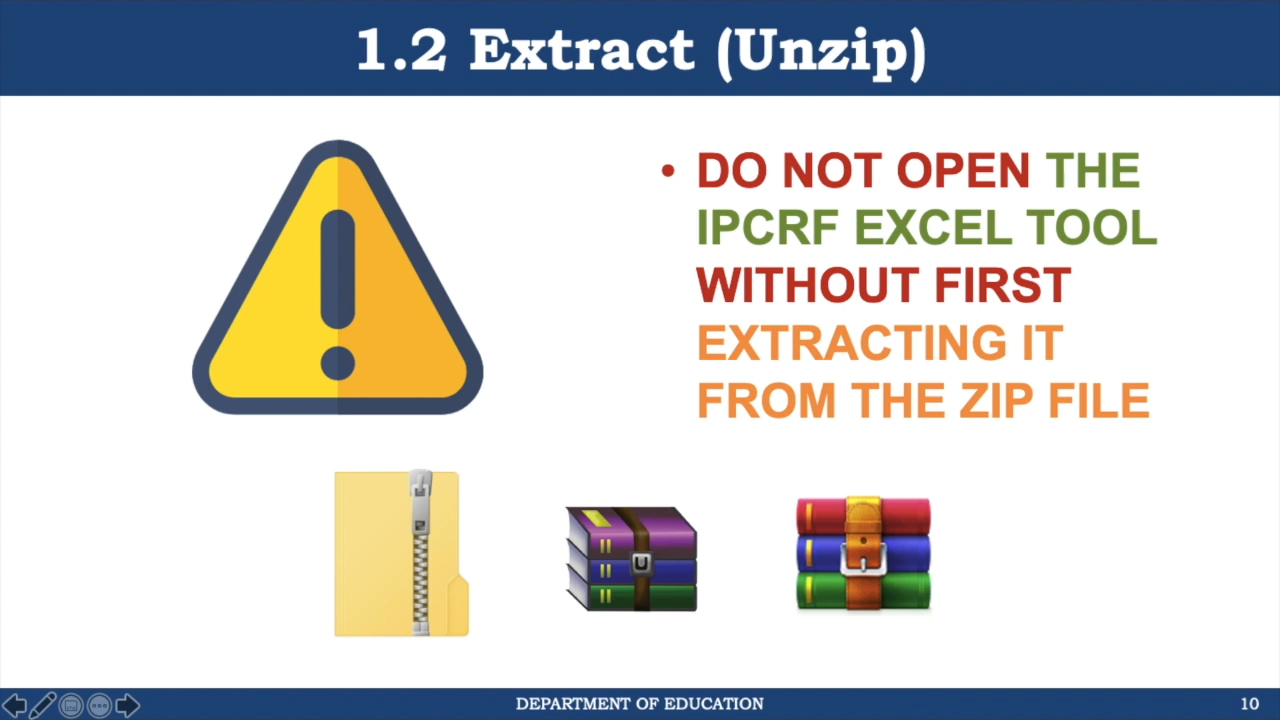 1.2 Extract (Unzip)
• DO NOT OPEN THE
IPCRF EXCEL TOOL
WITHOUT FIRST
EXTRACTING IT
FROM THE ZIP FILE
U
DEPARTMENT OF EDUCATION
10